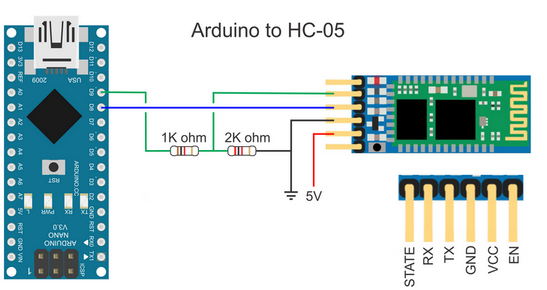 Arduino to HC-05
D13
3V3
REF
A0
A1
A2
A3
A4
A5
A6
A7
5V
RST
GND
VIN
D12
D11
D10
D9
D8
D7
D6
D5
D4
D3
D2
GND
RST
RX0
TX1
2009
USA
RST
ARDUINO.CC
L
PWR
RX
TX
ARDUINO
NANO
V3.0
ICSP
1
1K ohm
2K ohm
5V
STATE
RX
TX
GND
VCC
EN